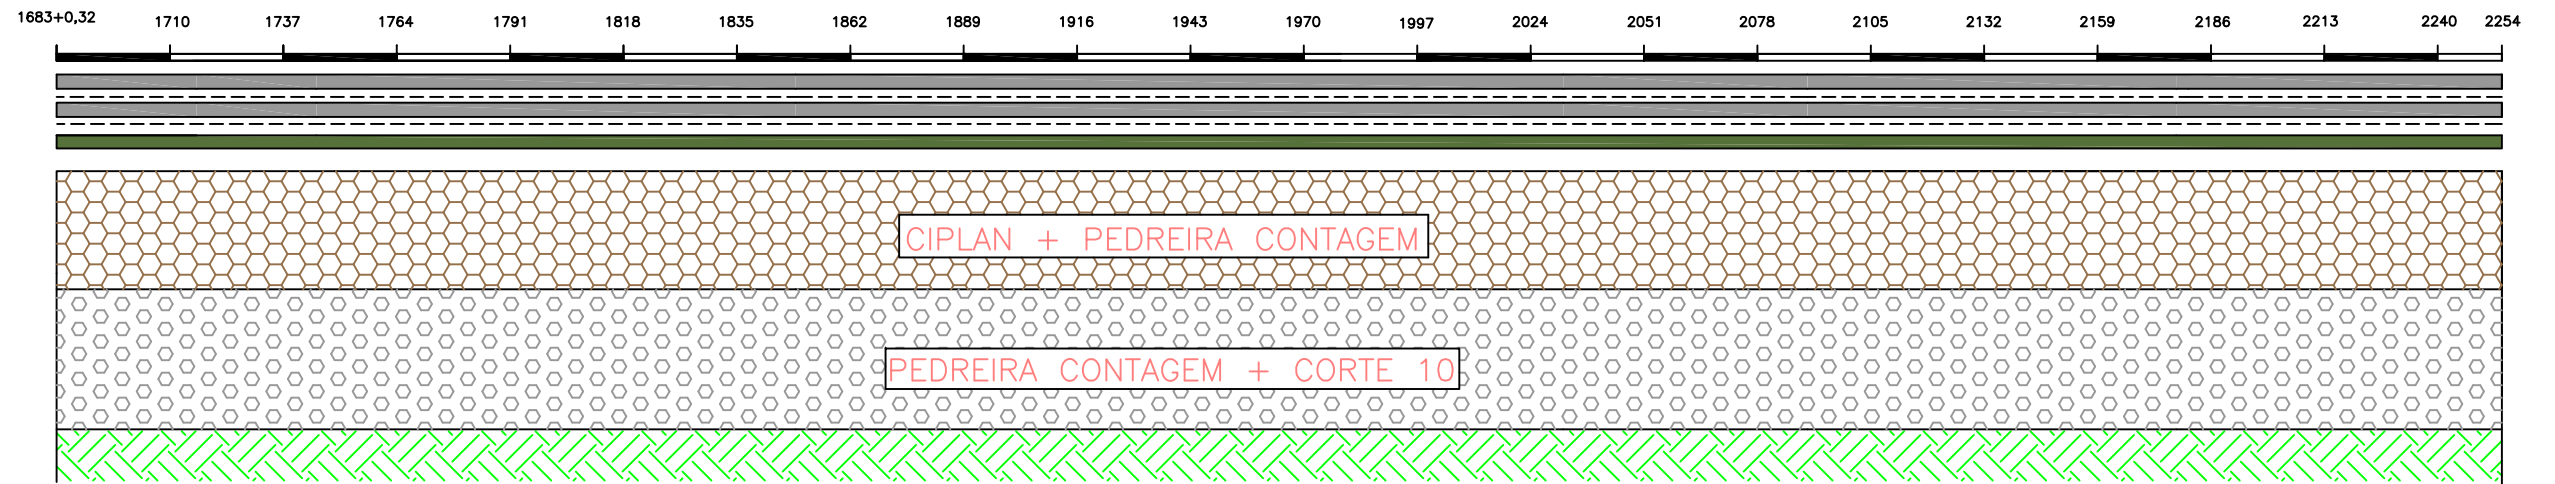 1683+0,32 1710 1737 1764 1791 1818 1835 1862 1889 1916 1943 1970 1997 2024 2051 2078 2105 2132 2159 2186 2213 2240 2254
CIPLAN + PEDREIRA CONTAGEM
PEDREIRA CONTAGEM + CORTE 10